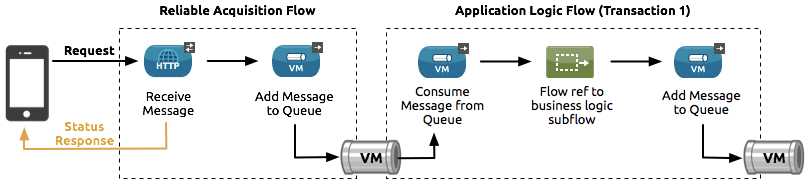 Reliable Acquisition Flow
Application Logic Flow (Transaction 1)
Request
HTTP
VM
VM
VM
Receive
Message
Add Message
to Queue
Consume
Message from
Queue
Flow ref to
business logic
subflow
Add Message
to Queue
Status
Response
VM
VM